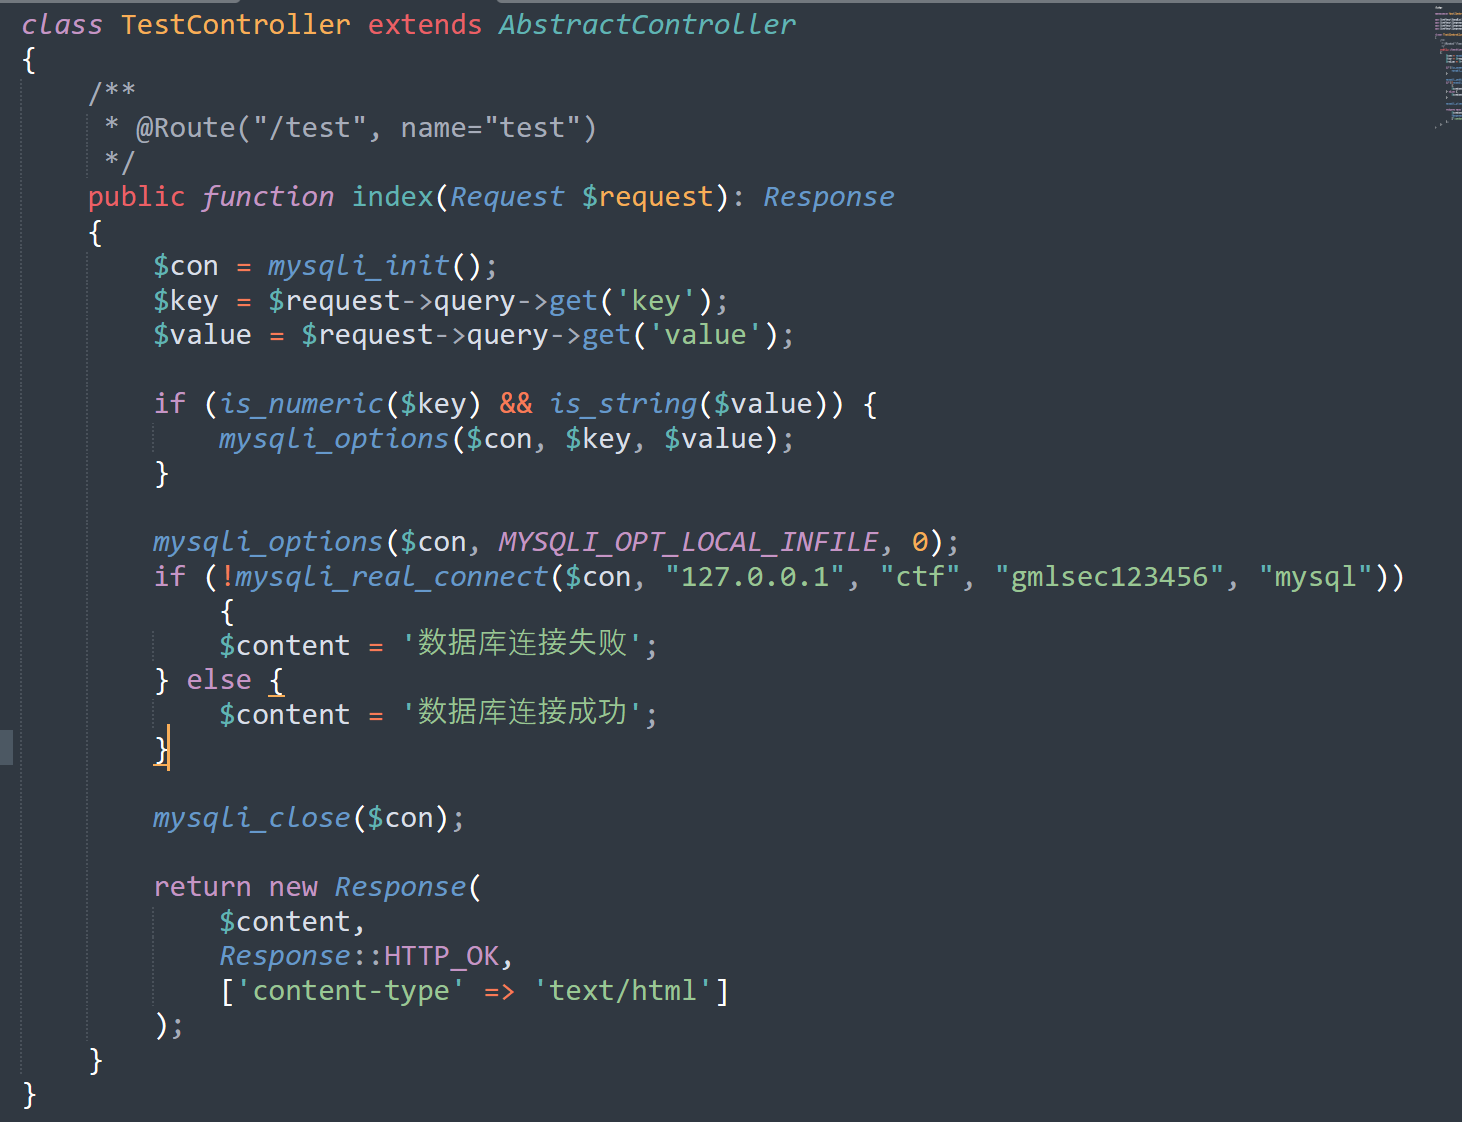 class TestController extends AbstractController
{
    /**
     * @Route("/test", name="test")
     */
    public function index(Request $request): Response
    {
        $con = mysqli_init();
        $key = $request->query->get('key');
        $value = $request->query->get('value');

        if (is_numeric($key) && is_string($value)) {
            mysqli_options($con, $key, $value);
        }

        mysqli_options($con, MYSQLI_OPT_LOCAL_INFILE, 0);
        if (!mysqli_real_connect($con, "127.0.0.1", "ctf", "gmlsec123456", "mysql"))
            {
            $content = '数据库连接失败';
        } else {
            $content = '数据库连接成功';
        }

        mysqli_close($con);

        return new Response(
            $content,
            Response::HTTP_OK,
            ['content-type' => 'text/html']
        );
    }
}